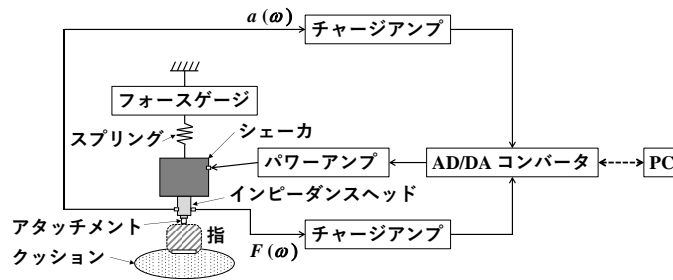 a (ω)
チャージアンプ
フォースゲージ
スプリング
シェーカ
パワーアンプ
AD/DA コンバータ
PC
インピーダンスヘッド
アタッチメント
指
F(ω)
チャージアンプ
クッション